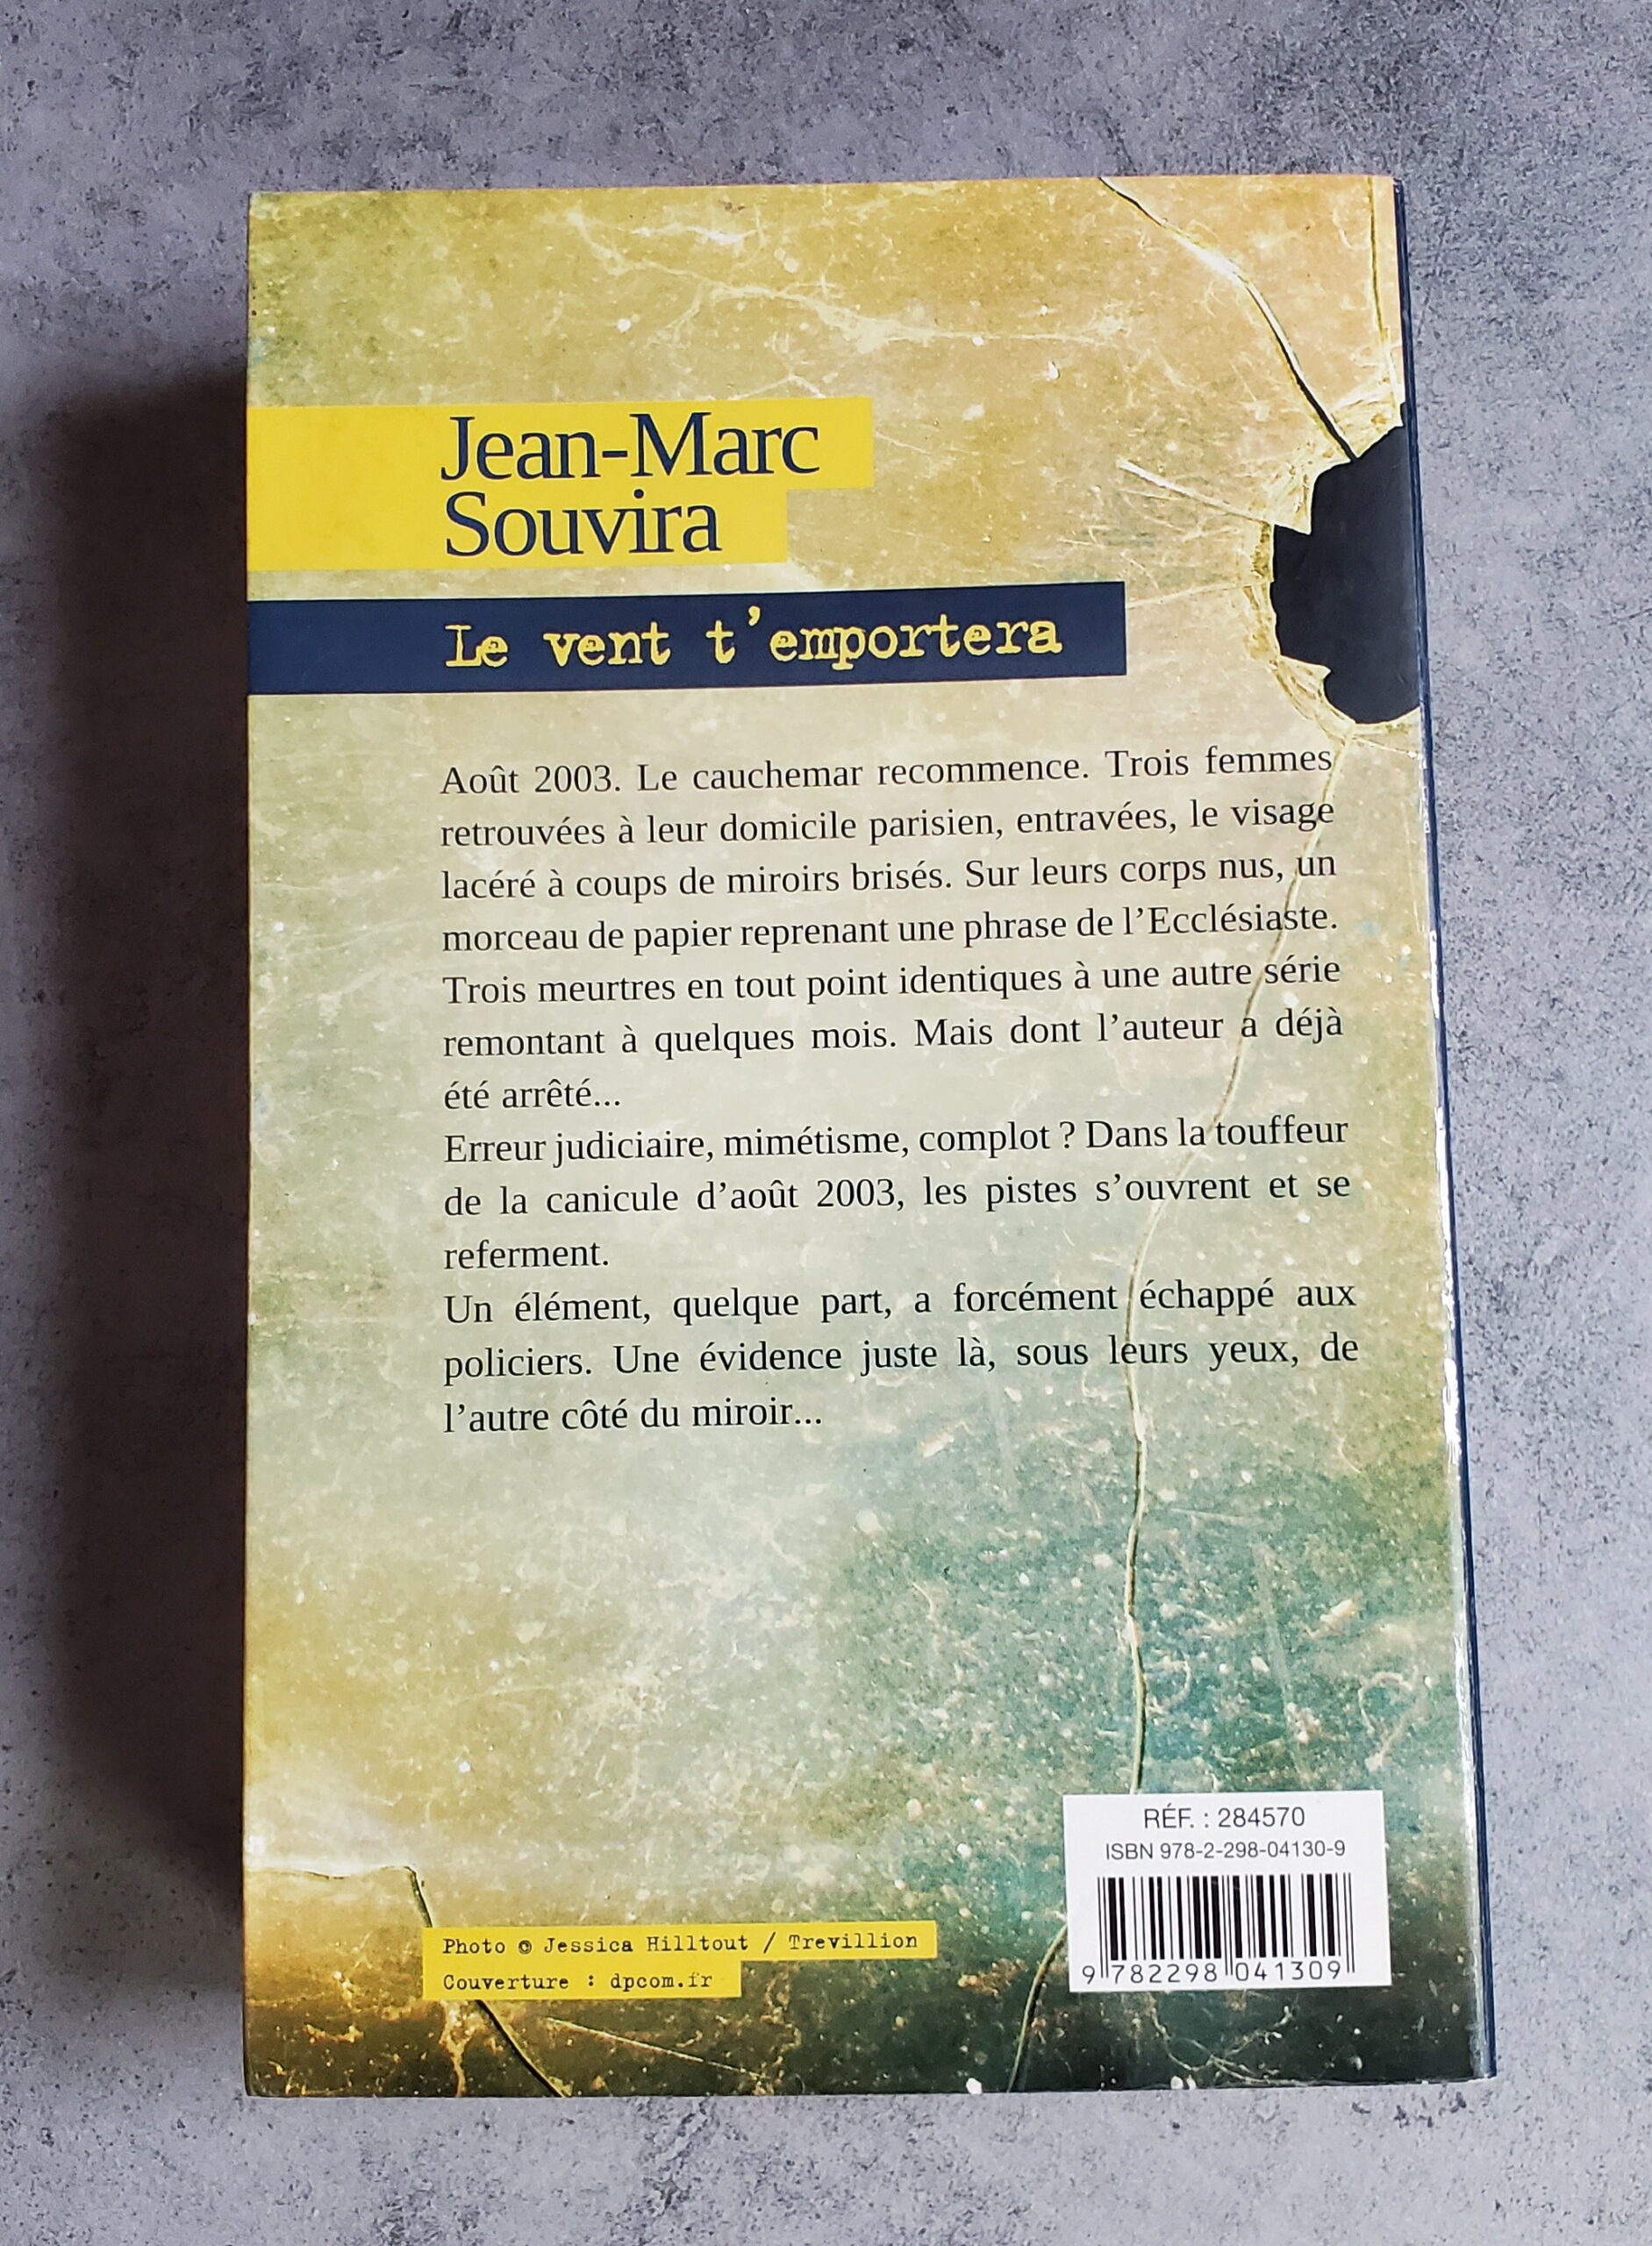 Jean-Marc
Souvira
Le vent t'emportera
Août 2003. Le cauchemar recommence. Trois femmes
retrouvées à leur domicile parisien, entravées, le visage
lacéré à coups de miroirs brisés. Sur leurs corps nus, un
morceau de papier reprenant une phrase de l’Ecclésiaste.
Trois meurtres en tout point identiques à une autre série
remontant à quelques mois. Mais dont l’auteur a déjà
été arrêté...
Erreur judiciaire, mimétisme, complot ? Dans la touffeur
de la canicule d’août 2003, les pistes s’ouvrent et se
referment.
Un élément, quelque part, a forcément échappé aux
policiers. Une évidence juste là, sous leurs yeux, de
l’autre côté du miroir...
RÉF. : 284570
ISBN 978-2-298-04130-9
9 782298 041309
Photo © Jessica Hilltout / Trevillion
Couverture : dpcom.fr